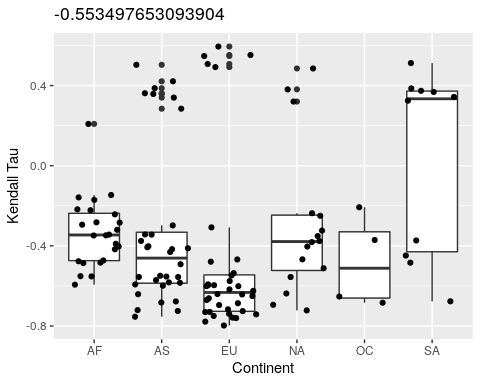 -0.553497653093904
Kendall Tau
0.4
0.0
-0.4
-0.8
AF AS EU NA OC SA
Continent